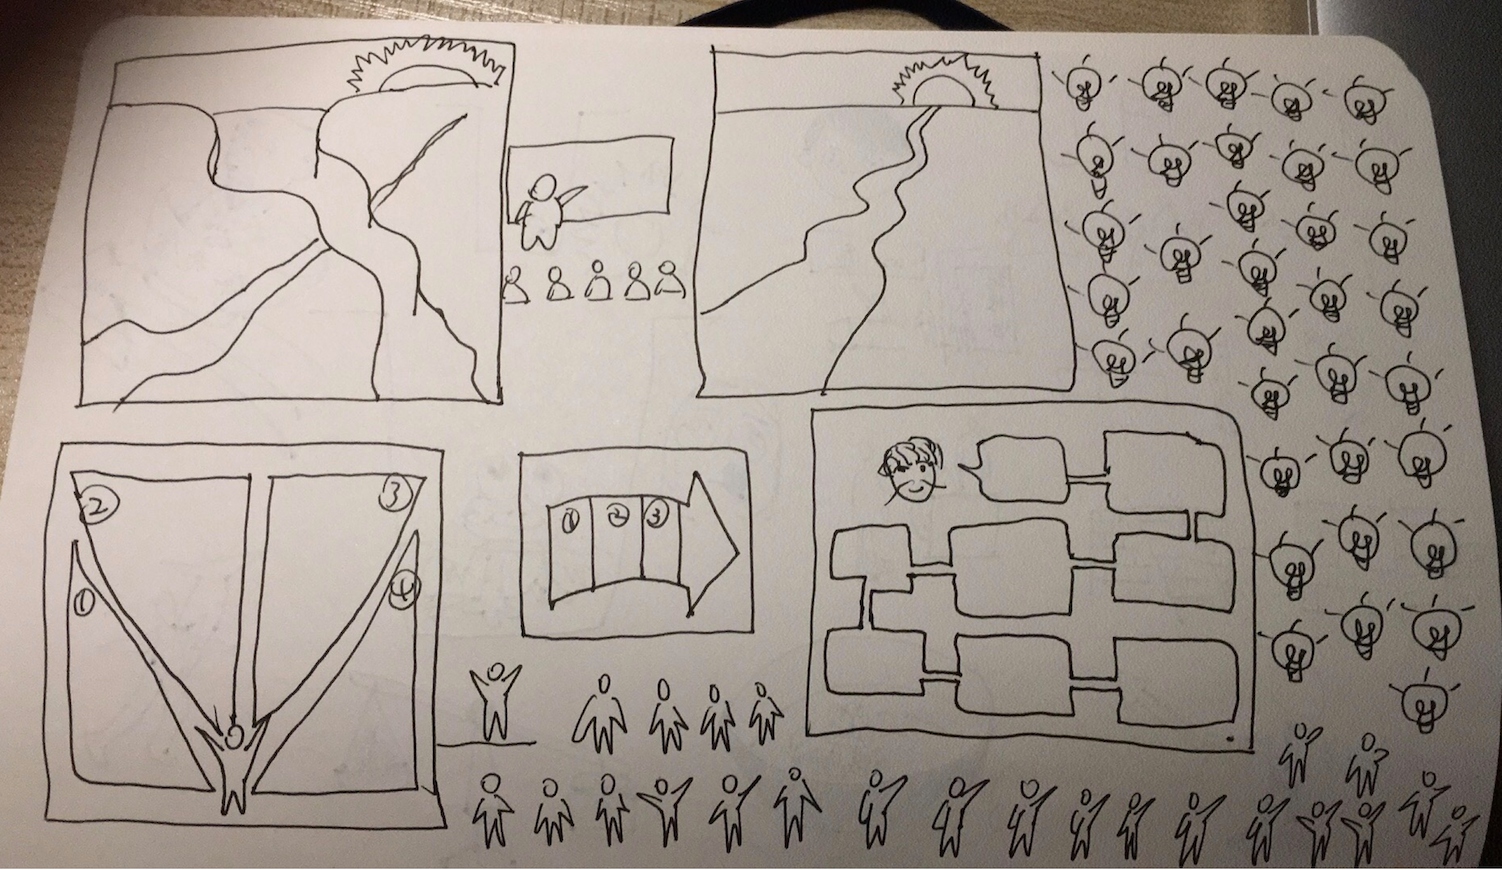 ② ③
① ④
① ② ③